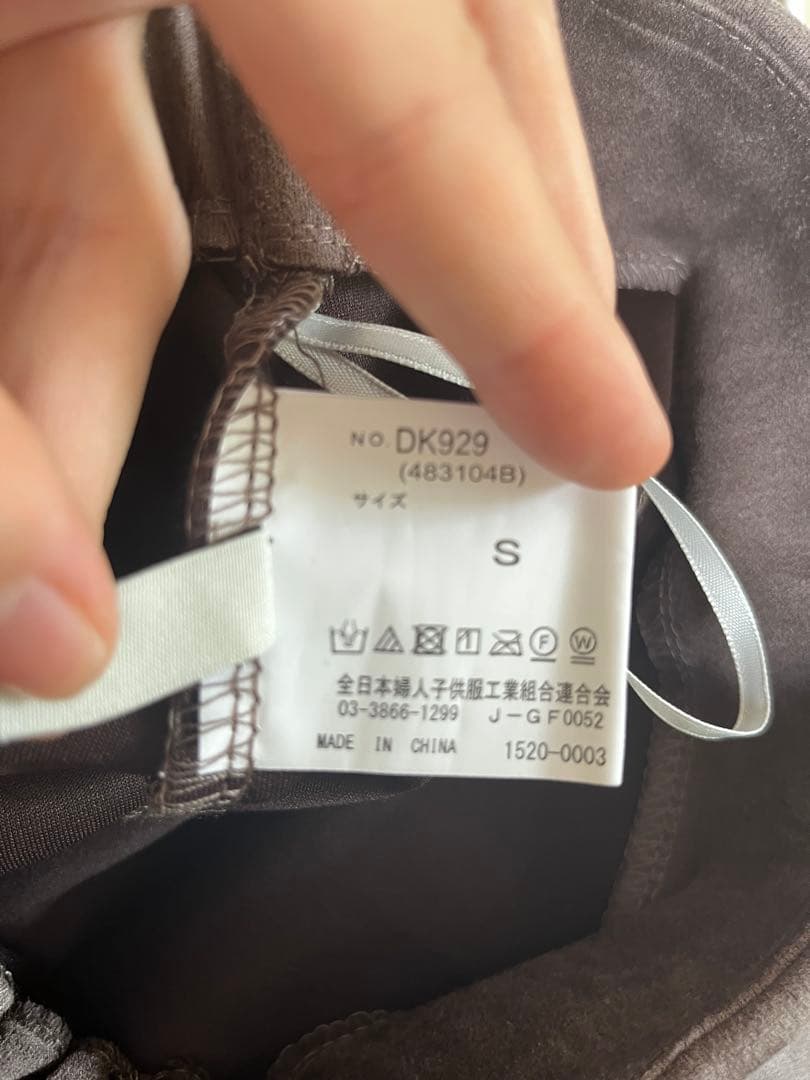 NO. DK929
(483104B)
サイズ
S
F W
全日本婦人子供服工業組合連合会
03-3866-1299 J-GF0052
MADE IN CHINA 1520-0003